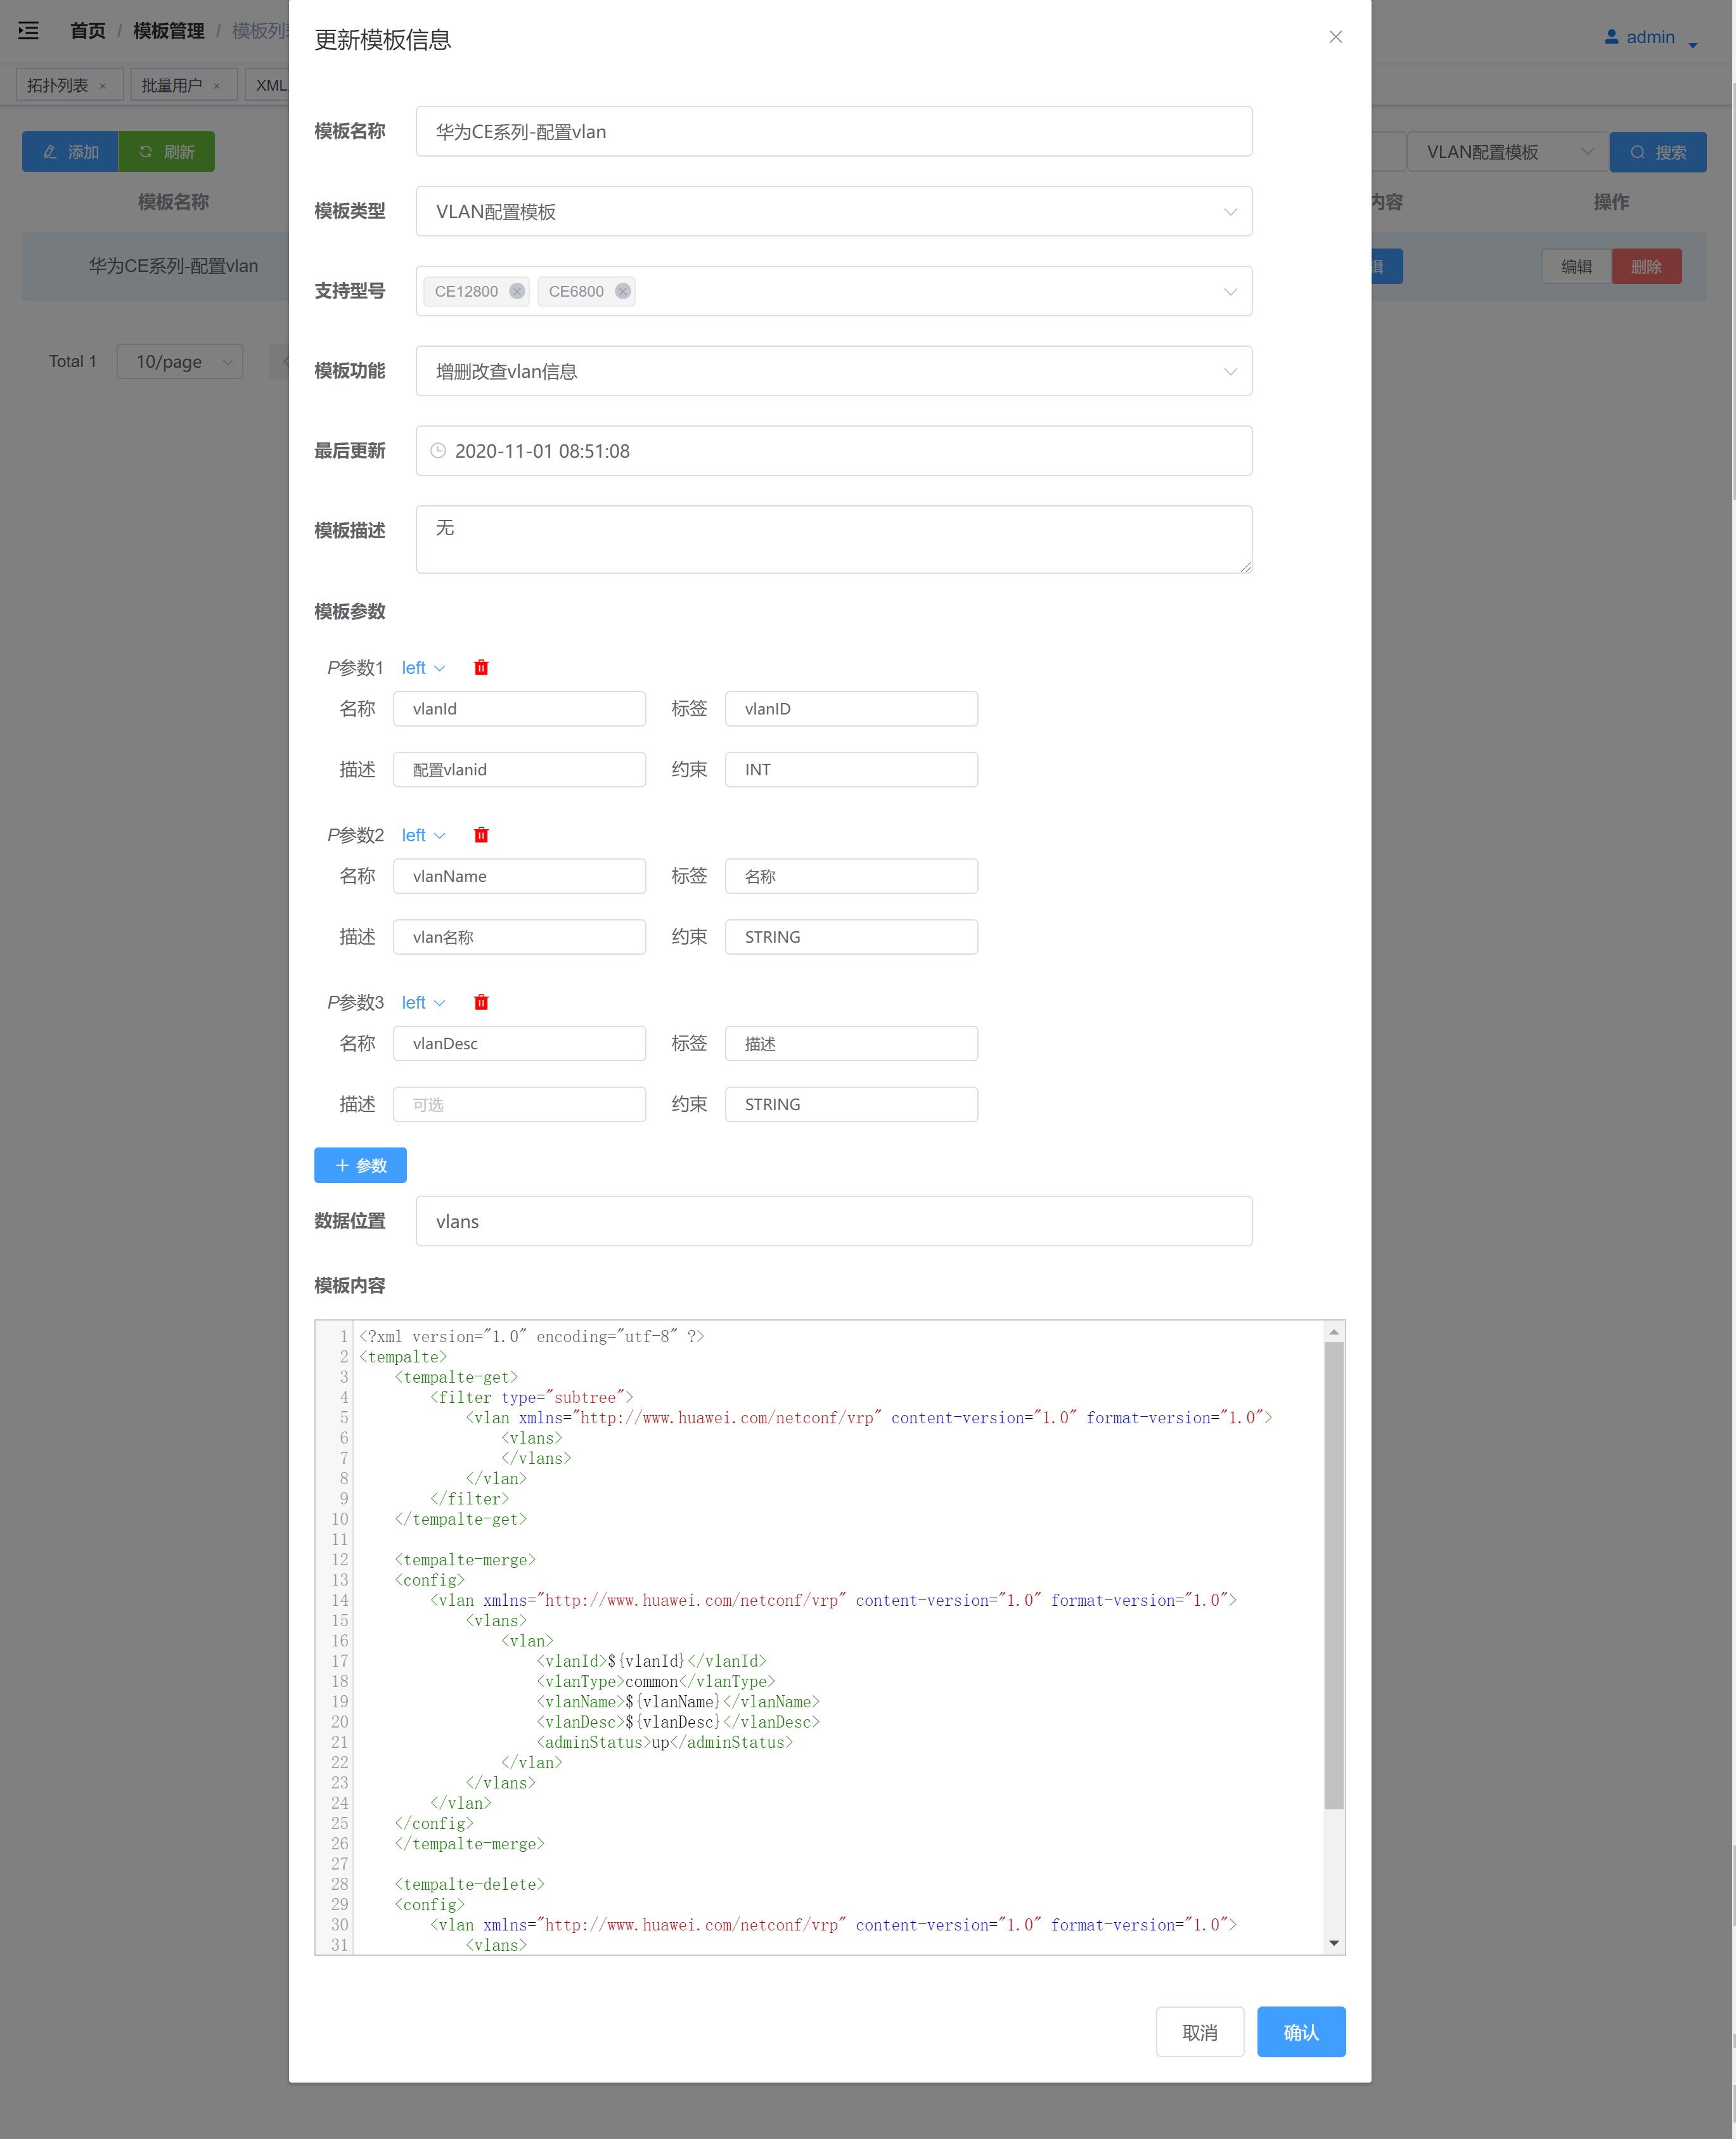 首页 / 模板管理 / 模板列
admin
拓扑列表 ×
批量用户 ×
XML
添加
刷新
VLAN配置模板
搜索
模板名称
内容
操作
华为CE系列-配置vlan
编辑
删除
Total 1
10/page
更新模板信息
模板名称
华为CE系列-配置vlan
模板类型
VLAN配置模板
支持型号
CE12800
CE6800
模板功能
增删改查vlan信息
最后更新
2020-11-01 08:51:08
模板描述
无
模板参数
P参数1 left
名称 vlanId 标签 vlanID
描述 配置vlanid 约束 INT
P参数2 left
名称 vlanName 标签 名称
描述 vlan名称 约束 STRING
P参数3 left
名称 vlanDesc 标签 描述
描述 可选 约束 STRING
+ 参数
数据位置 vlans
模板内容
1 <?xml version="1.0" encoding="utf-8" ?>
2 <tempalte>
3 <tempalte-get>
4 <filter type="subtree">
5 <vlan xmlns="http://www.huawei.com/netconf/vrp" content-version="1.0" format-version="1.0">
6 <vlans>
7 </vlans>
8 </vlan>
9 </filter>
10 </tempalte-get>
11
12 <tempalte-merge>
13 <config>
14 <vlan xmlns="http://www.huawei.com/netconf/vrp" content-version="1.0" format-version="1.0">
15 <vlans>
16 <vlan>
17 <vlanId>${vlanId}</vlanId>
18 <vlanType>common</vlanType>
19 <vlanName>${vlanName}</vlanName>
20 <vlanDesc>${vlanDesc}</vlanDesc>
21 <adminStatus>up</adminStatus>
22 </vlan>
23 </vlans>
24 </vlan>
25 </config>
26 </tempalte-merge>
27
28 <tempalte-delete>
29 <config>
30 <vlan xmlns="http://www.huawei.com/netconf/vrp" content-version="1.0" format-version="1.0">
31 <vlans>
取消
确认